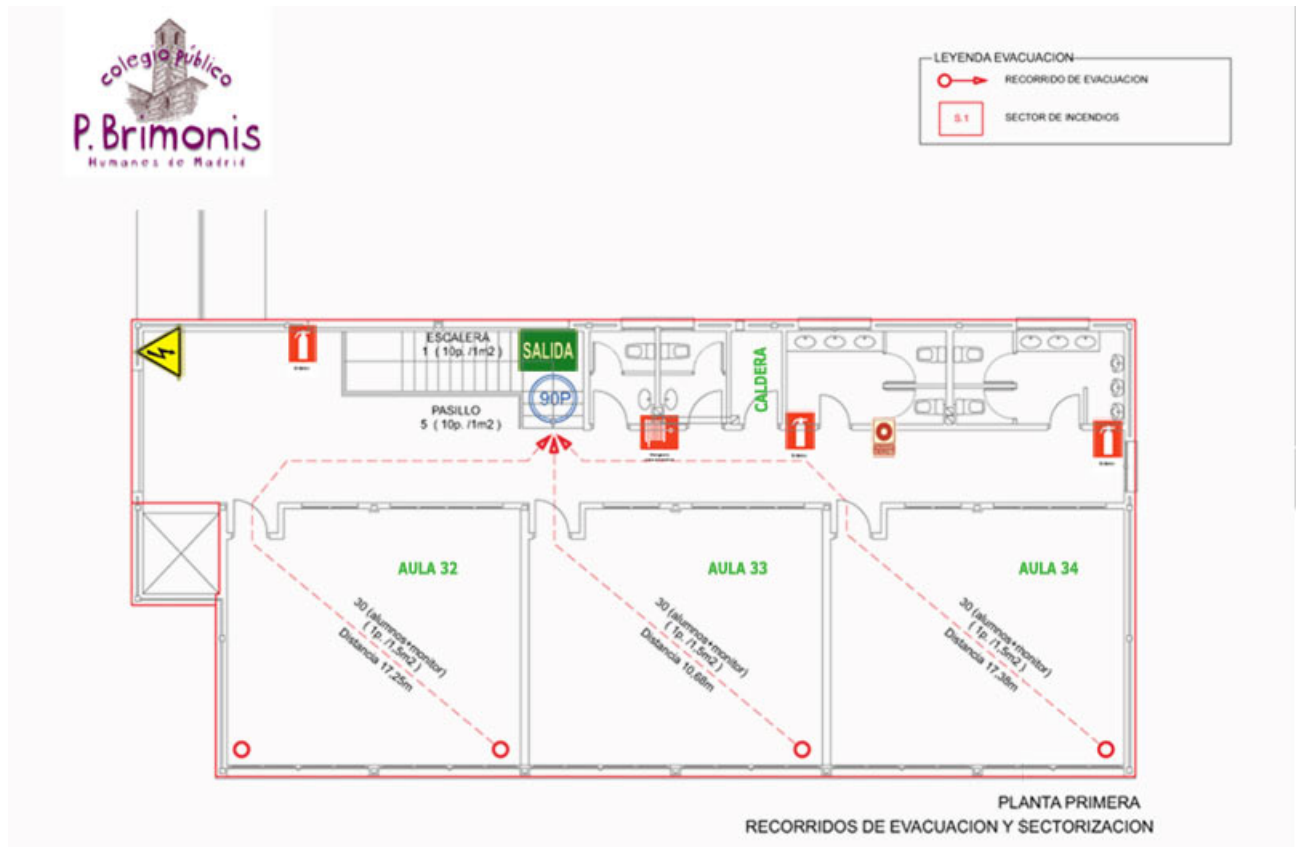 colegio público
P. Brimonis
Humanes de Madrid
LEYENDA EVACUACION
RECORRIDO DE EVACUACION
S.1
SECTOR DE INCENDIOS
ESCALERA
1 ( 10p. /1m2 )
SALIDA
90P
PASILLO
5 ( 10p. /1m2 )
CALDERA
AULA 32
30 (alumnos+monitor)
( 1p. /1,5m2 )
Distancia 17,25m
AULA 33
30 (alumnos+monitor)
( 1p. /1,5m2 )
Distancia 10,68m
AULA 34
30 (alumnos+monitor)
( 1p. /1,5m2 )
Distancia 17,38m
PLANTA PRIMERA
RECORRIDOS DE EVACUACION Y SECTORIZACION